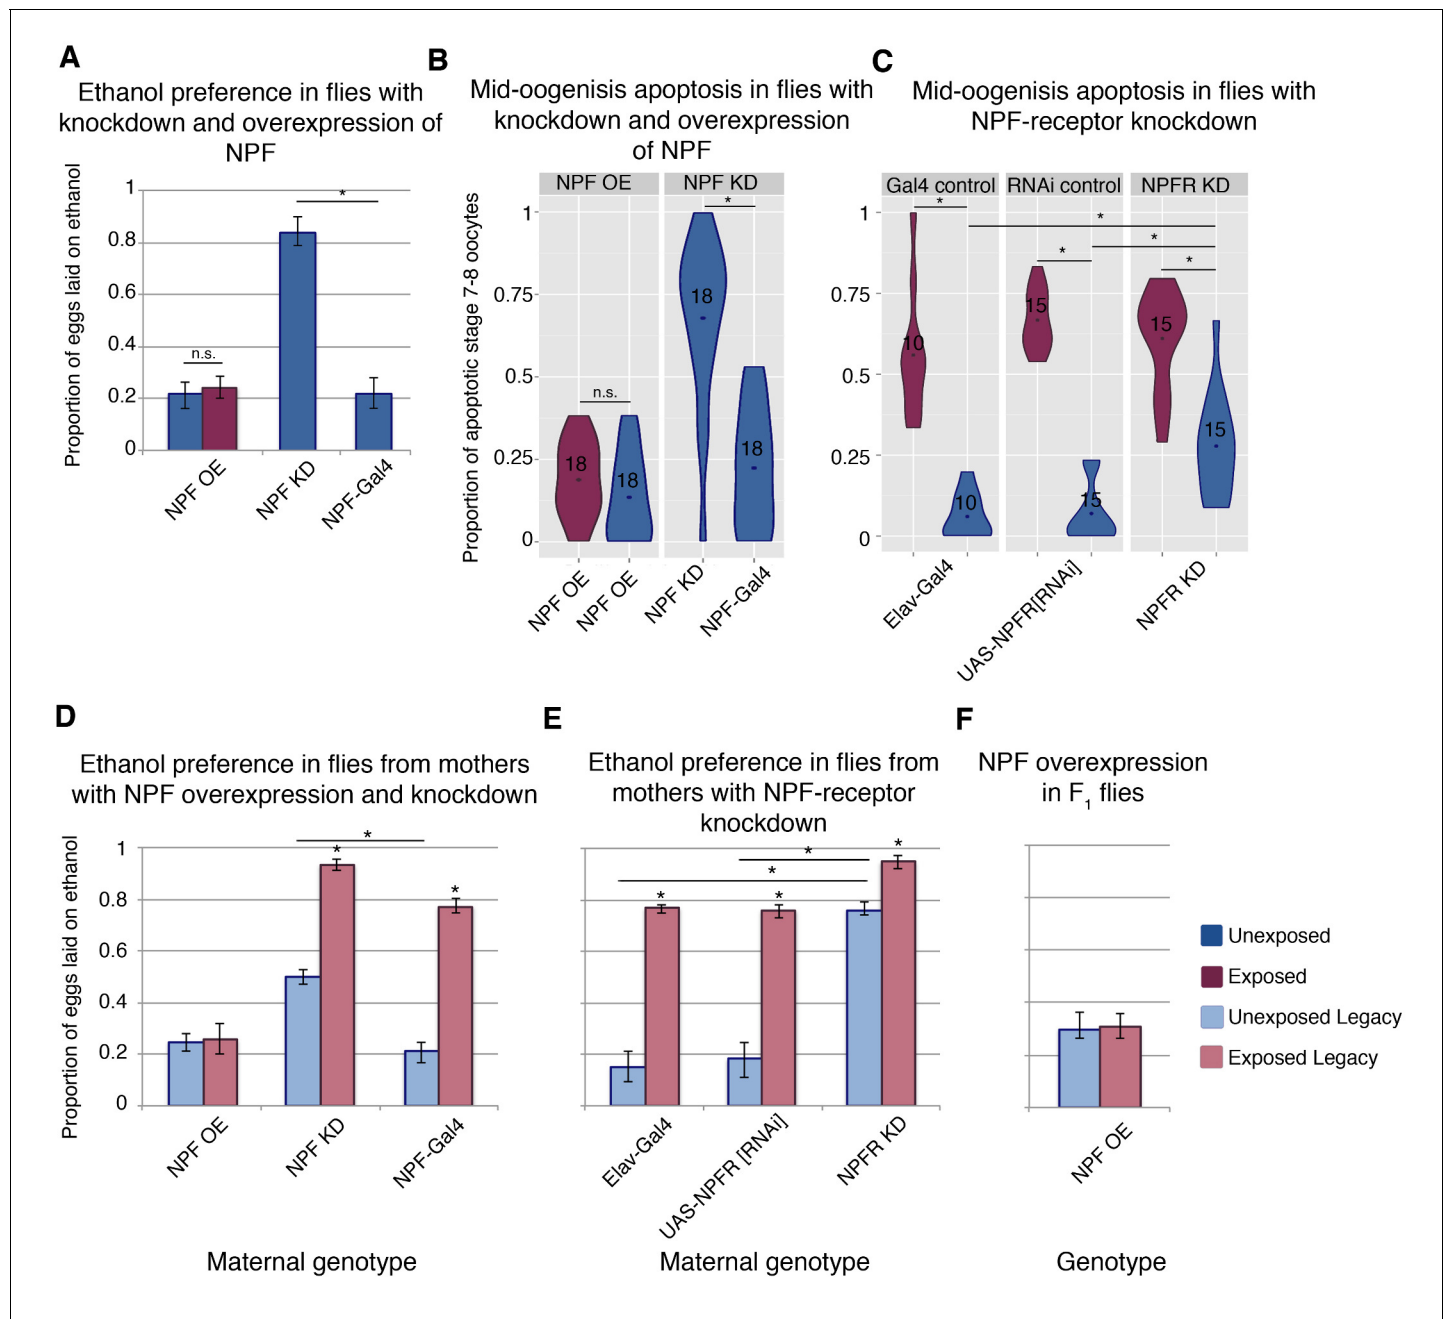 A
Ethanol preference in flies with
knockdown and overexpression of
NPF
Proportion of eggs laid on ethanol
1
0.8
0.6
0.4
0.2
0
n.s.
*
NPF OE
NPF KD
NPF-Gal4
B
Mid-oogenisis apoptosis in flies with
knockdown and overexpression
of NPF
Proportion of apoptotic stage 7-8 oocytes
NPF OE
NPF KD
1
0.75
0.5
0.25
0
n.s.
*
18
18
18
18
NPF OE
NPF OE
NPF KD
NPF-Gal4
C
Mid-oogenisis apoptosis in flies with
NPF-receptor knockdown
Gal4 control
RNAi control
NPFR KD
1
0.75
0.5
0.25
0
*
*
*
*
*
10
10
15
15
15
15
Elav-Gal4
UAS-NPFR[RNAi]
NPFR KD
D
Ethanol preference in flies from mothers
with NPF overexpression and knockdown
Proportion of eggs laid on ethanol
1
0.8
0.6
0.4
0.2
0
*
*
*
NPF OE
NPF KD
NPF-Gal4
Maternal genotype
E
Ethanol preference in flies from
mothers with NPF-receptor
knockdown
*
*
*
*
*
Elav-Gal4
UAS-NPFR [RNAi]
NPFR KD
Maternal genotype
F
NPF overexpression
in F1 flies
NPF OE
Genotype
Unexposed
Exposed
Unexposed Legacy
Exposed Legacy